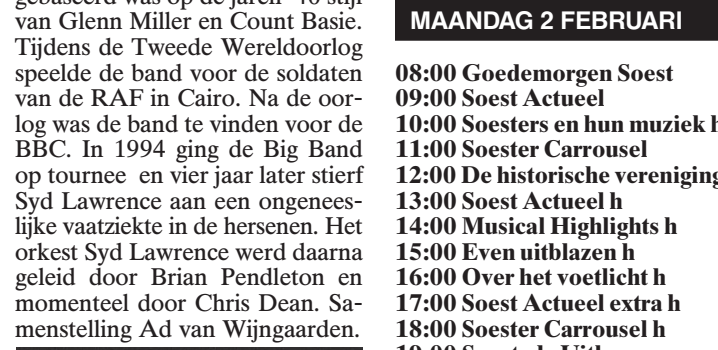 gebaseerd was op de jaren '40 stijl
van Glenn Miller en Count Basie.
Tijdens de Tweede Wereldoorlog
speelde de band voor de soldaten
van de RAF in Cairo. Na de oor-
log was de band te vinden voor de
BBC. In 1994 ging de Big Band
op tournee en vier jaar later stierf
Syd Lawrence aan een ongenees-
lijke vaatziekte in de hersenen. Het
orkest Syd Lawrence werd daarna
geleid door Brian Pendleton en
momenteel door Chris Dean. Sa-
menstelling Ad van Wijngaarden.
MAANDAG 2 FEBRUARI
08:00 Goedemorgen Soest
09:00 Soest Actueel
10:00 Soesters en hun muziek h
11:00 Soester Carrousel
12:00 De historische vereniging
13:00 Soest Actueel h
14:00 Musical Highlights h
15:00 Even uitblazen h
16:00 Over het voetlicht h
17:00 Soest Actueel extra h
18:00 Soester Carrousel h